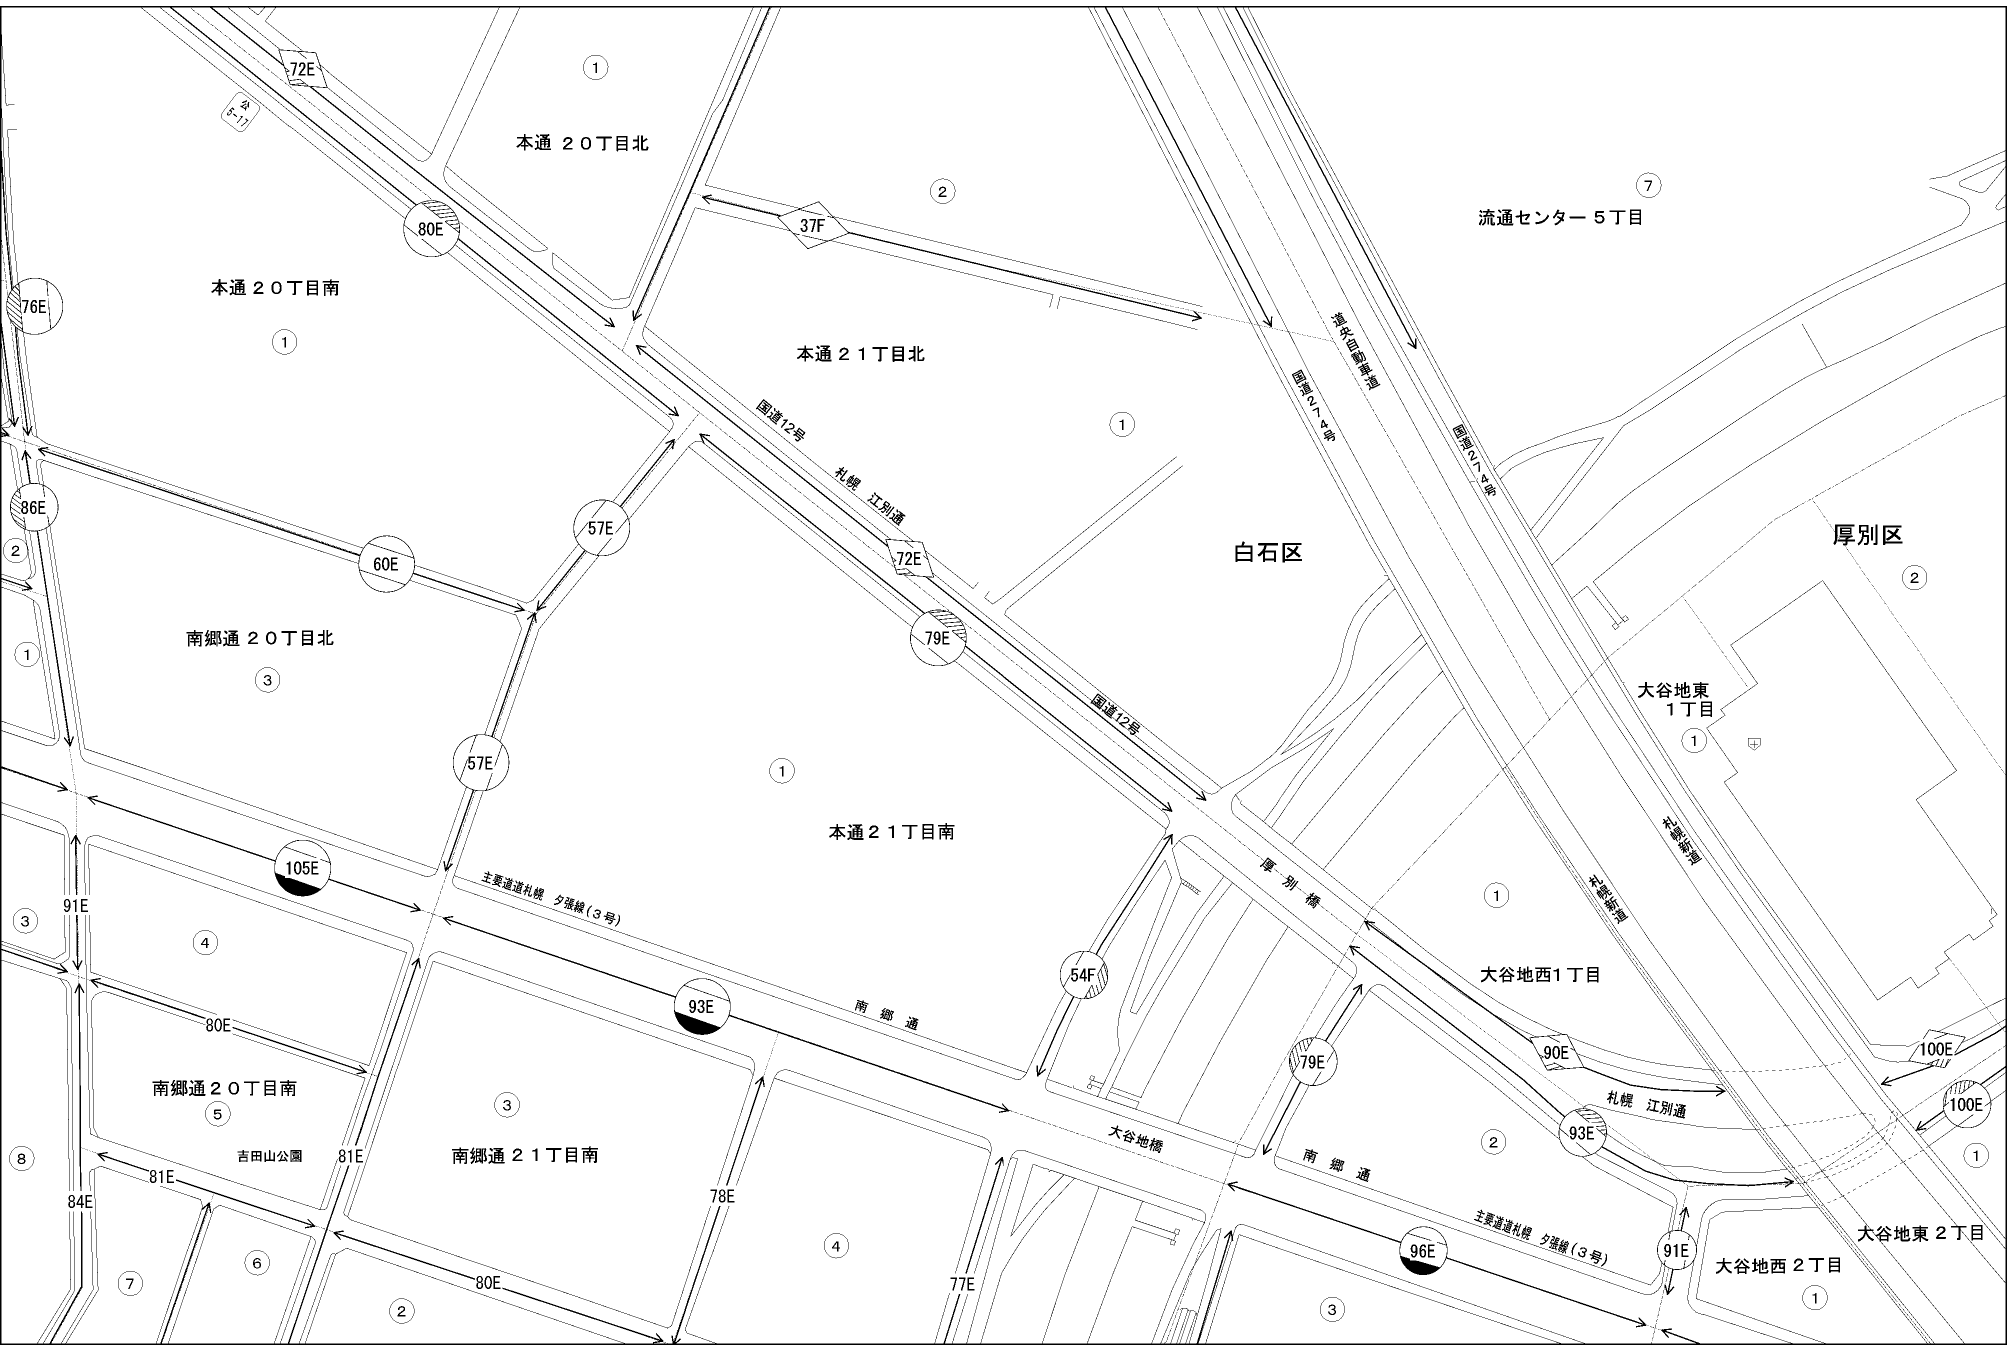 72E
1
公
5-17
本通 ２０丁目北
2
7
流通センター ５丁目
80E
37F
本通２０丁目南
76E
1
本通２１丁目北
道央自動車道
国道274号
国道12号
1
国道274号
札幌 江別通
86E
57E
厚別区
2
白石区
72E
60E
2
79E
南郷通２０丁目北
1
3
大谷地東
１丁目
1
国道12号
57E
1
本通２１丁目南
札幌新道
105E
厚別橋
主要道道札幌 夕張線(３号)
札幌新道
1
91E
3
4
54F
大谷地西1丁目
93E
南郷通
80E
90E
100E
79E
南郷通２０丁目南
5
3
札幌 江別通
100E
93E
大谷地橋
2
8
吉田山公園
81E
南郷通２１丁目南
南郷通
1
81E
84E
78E
主要道道札幌 夕張線(３号)
大谷地東 ２丁目
4
96E
91E
6
大谷地西 ２丁目
7
80E
77E
1
2
3